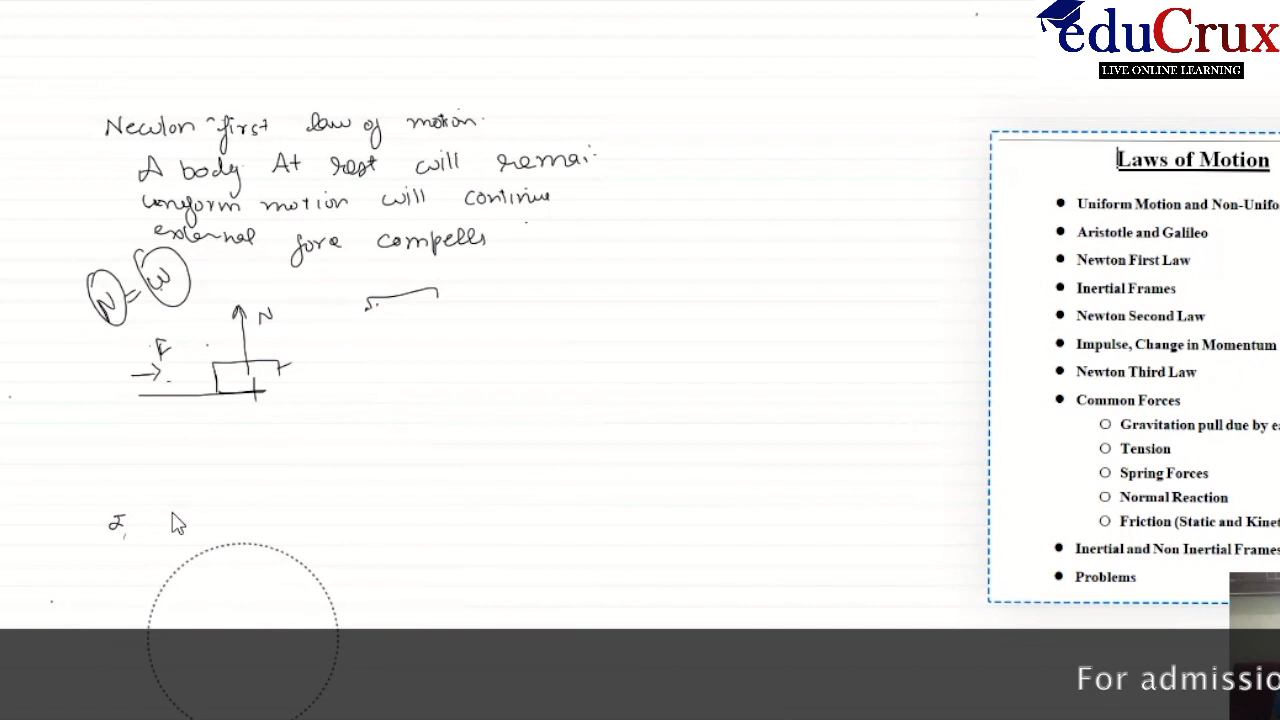 eduCrux
LIVE ONLINE LEARNING
Newton first law of motion.
A body At rest will remai
uniform motion will continue
external force compells
N = W
N
F
Laws of Motion
Uniform Motion and Non-Unifo
Aristotle and Galileo
Newton First Law
Inertial Frames
Newton Second Law
Impulse, Change in Momentum
Newton Third Law
Common Forces
Gravitation pull due by e
Tension
Spring Forces
Normal Reaction
Friction (Static and Kinet
Inertial and Non Inertial Frames
Problems
For admissio